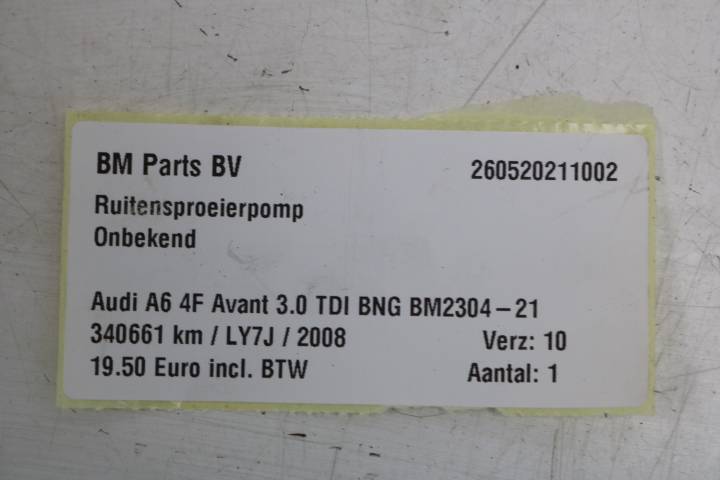 BM Parts BV 260520211002
Ruitensproeierpomp
Onbekend
Audi A6 4F Avant 3.0 TDI BNG BM2304-21
340661 km / LY7J / 2008 Verz: 10
19.50 Euro incl. BTW Aantal: 1